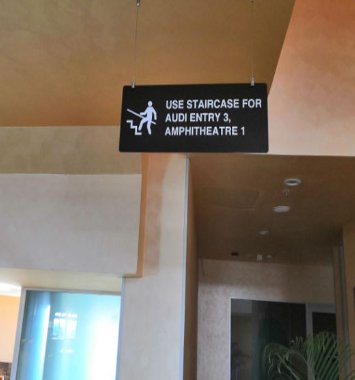 USE STAIRCASE FOR
AUDI ENTRY 3,
AMPHITHEATRE 1